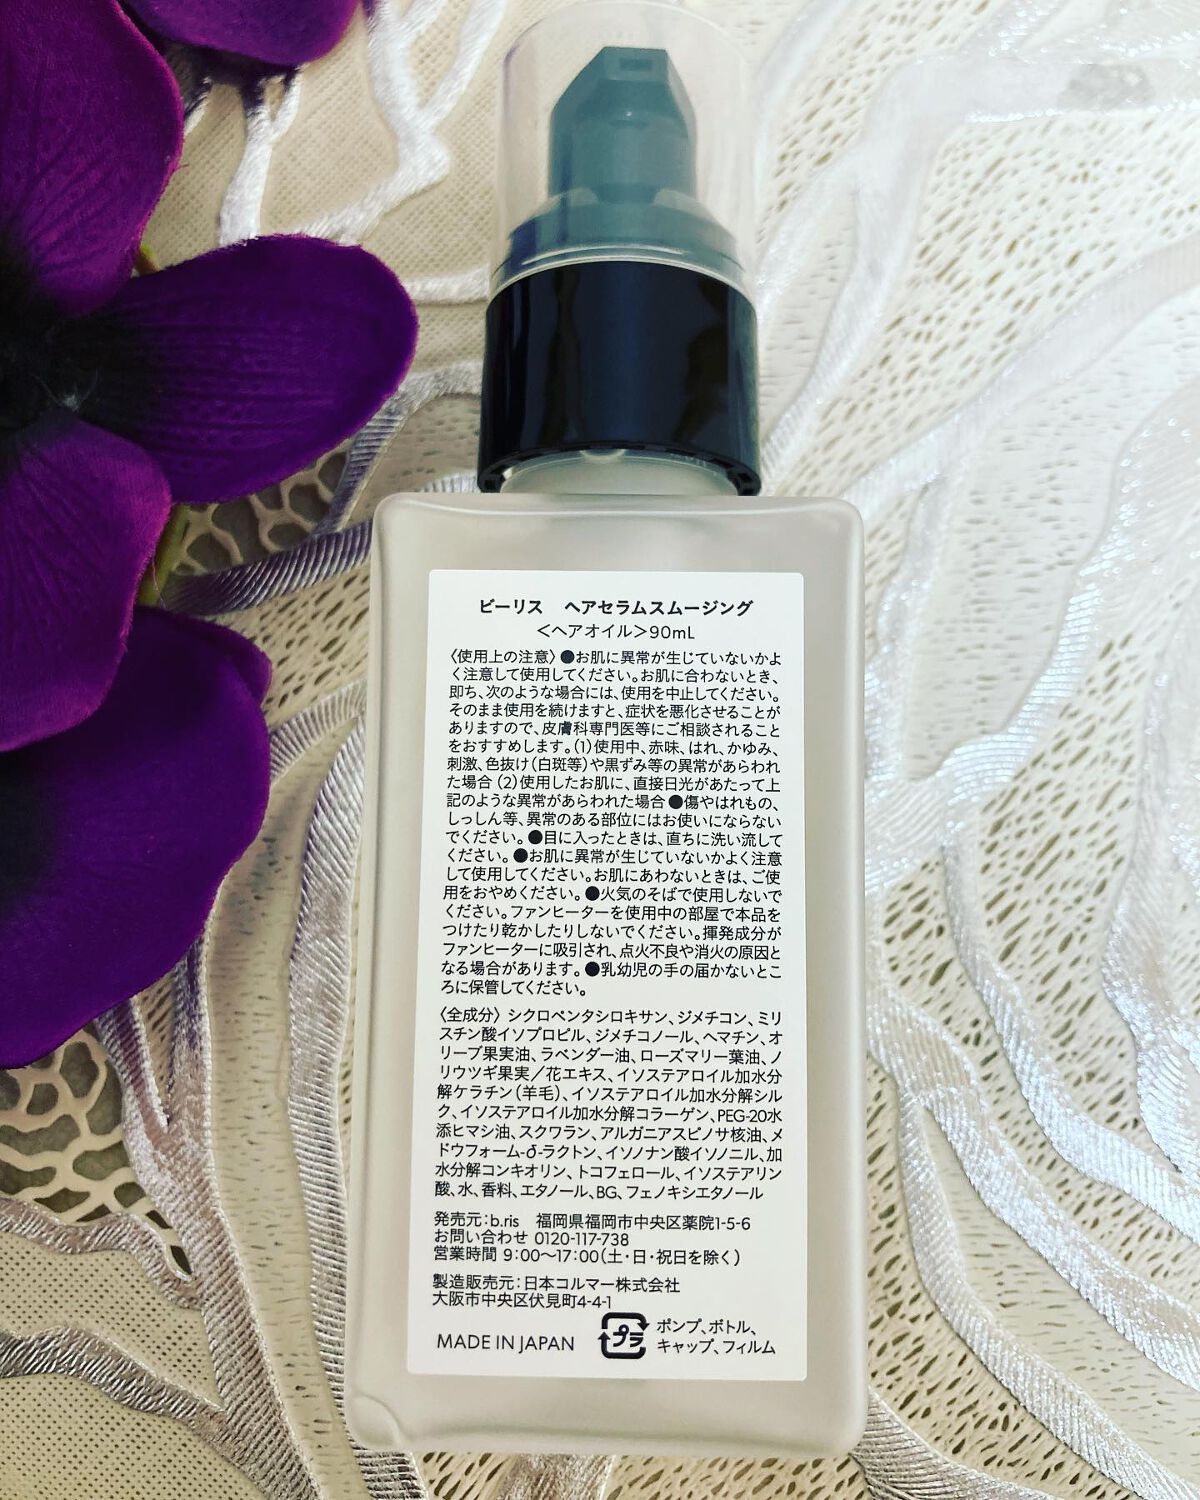 ビーリス　ヘアセラムスムージング
＜ヘアオイル＞90mL
〈使用上の注意〉●お肌に異常が生じていないかよ
く注意して使用してください。お肌に合わないとき、
即ち、次のような場合には、使用を中止してください。
そのまま使用を続けますと、症状を悪化させることが
ありますので、皮膚科専門医等にご相談されること
をおすすめします。（1）使用中、赤味、はれ、かゆみ、
刺激、色抜け（白斑等）や黒ずみ等の異常があらわれ
た場合（2）使用したお肌に、直接日光があたって上
記のような異常があらわれた場合●傷やはれもの、
しっしん等、異常のある部位にはお使いにならない
でください。●目に入ったときは、直ちに洗い流して
ください。●お肌に異常が生じていないかよく注意
して使用してください。お肌にあわないときは、ご使
用をおやめください。●火気のそばで使用しないで
ください。ファンヒーターを使用中の部屋で本品を
つけたり乾かしたりしないでください。揮発成分が
ファンヒーターに吸引され、点火不良や消火の原因と
なる場合があります。●乳幼児の手の届かないとこ
ろに保管してください。
〈全成分〉シクロペンタシロキサン、ジメチコン、ミリ
スチン酸イソプロピル、ジメチコノール、ヘマチン、オ
リーブ果実油、ラベンダー油、ローズマリー葉油、ノ
リウツギ果実／花エキス、イソステアロイル加水分
解ケラチン（羊毛）、イソステアロイル加水分解シル
ク、イソステアロイル加水分解コラーゲン、PEG-20水
添ヒマシ油、スクワラン、アルガニアスピノサ核油、メ
ドウフォーム-δ-ラクトン、イソノナン酸イソノニル、加
水分解コンキオリン、トコフェロール、イソステアリン
酸、水、香料、エタノール、BG、フェノキシエタノール
発売元：b.ris　福岡県福岡市中央区薬院1-5-6
お問い合わせ 0120-117-738
営業時間 9：00～17：00（土・日・祝日を除く）
製造販売元：日本コルマー株式会社
大阪市中央区伏見町4-4-1
MADE IN JAPAN
プラ
ポンプ、ボトル、
キャップ、フィルム